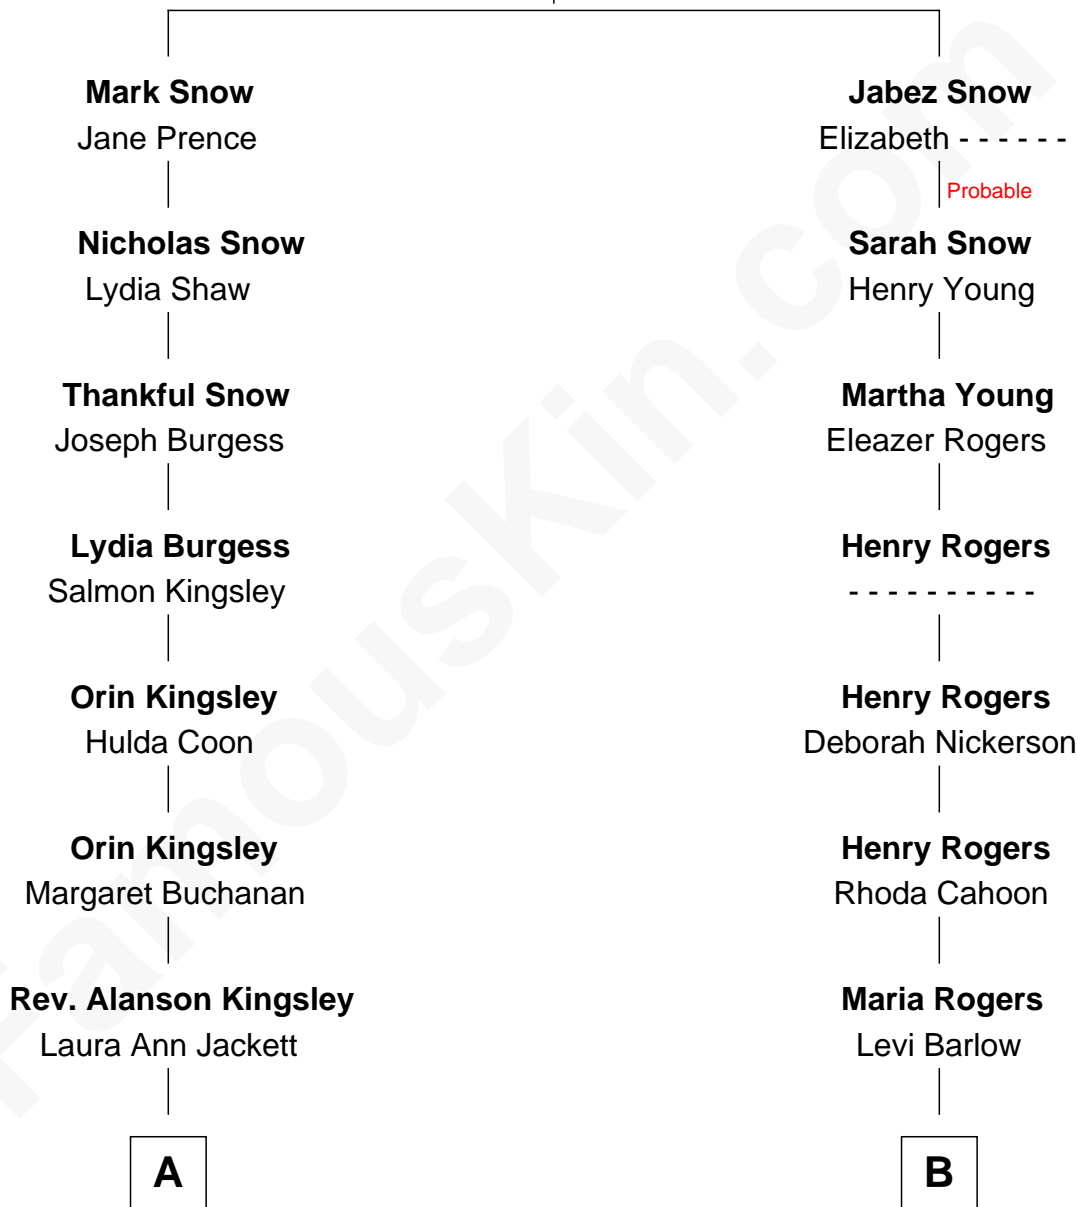 Mark Snow
Jane Prence
Jabez Snow
Elizabeth - - - - - -
Probable
Nicholas Snow
Lydia Shaw
Sarah Snow
Henry Young
Thankful Snow
Joseph Burgess
Martha Young
Eleazer Rogers
Lydia Burgess
Salmon Kingsley
Henry Rogers
- - - - - - - - - -
Orin Kingsley
Hulda Coon
Henry Rogers
Deborah Nickerson
Orin Kingsley
Margaret Buchanan
Henry Rogers
Rhoda Cahoon
Rev. Alanson Kingsley
Laura Ann Jackett
Maria Rogers
Levi Barlow
A
B
FamousKin.com